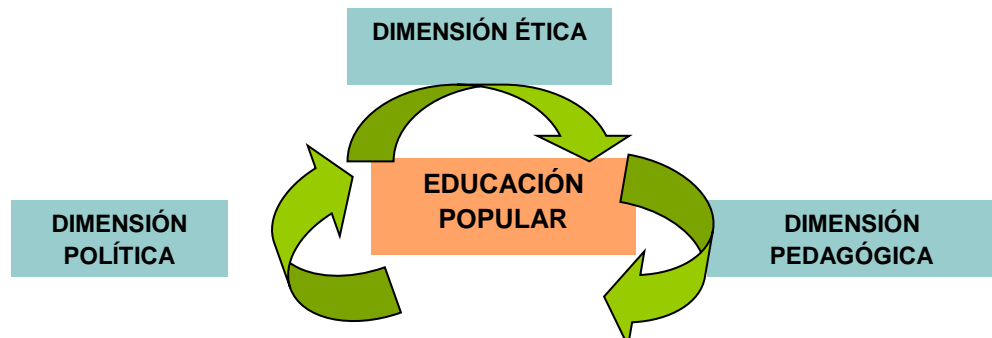 DIMENSIÓN ÉTICA
EDUCACIÓN
POPULAR
DIMENSIÓN
POLÍTICA
DIMENSIÓN
PEDAGÓGICA